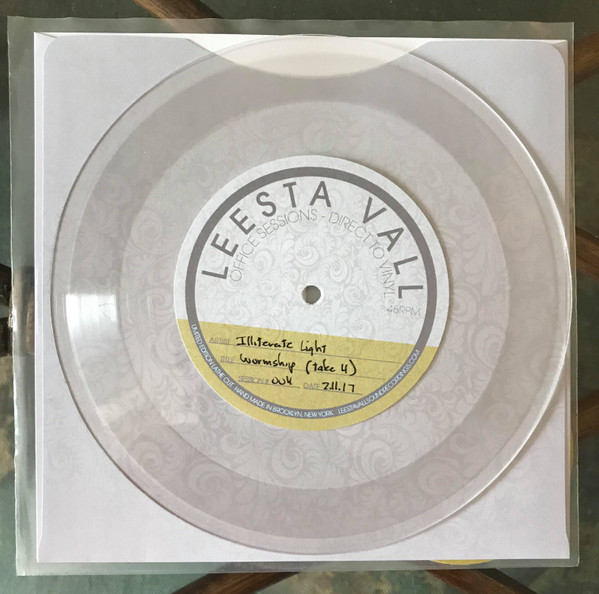 LEESTA VALL
OFFICE SESSIONS - DIRECT TO VINYL
45RPM
ARTIST Illiterate Light
TITLE Wormship (take 4)
SESSION # 004 DATE 2.11.17
LIMITED EDITION LATHE CUT. HAND MADE IN BROOKLYN, NEW YORK. LEESTAVALLSOUNDRECORDINGS.COM